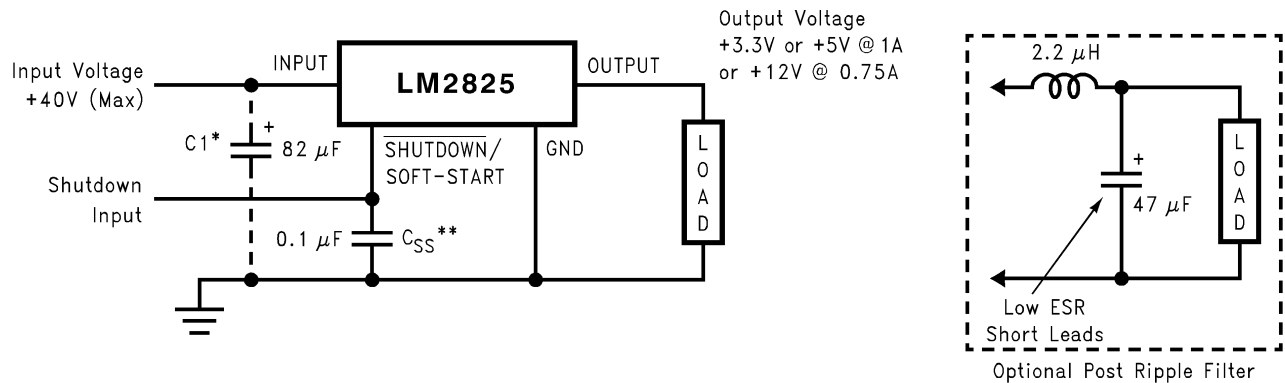 Output Voltage
+3.3V or +5V @ 1A
or +12V @ 0.75A
Input Voltage
+40V (Max)
INPUT
LM2825
OUTPUT
C1*
+
82 μF
SHUTDOWN/
SOFT-START
GND
LOAD
Shutdown
Input
0.1 μF
CSS**
2.2 μH
+
47 μF
LOAD
Low ESR
Short Leads
Optional Post Ripple Filter